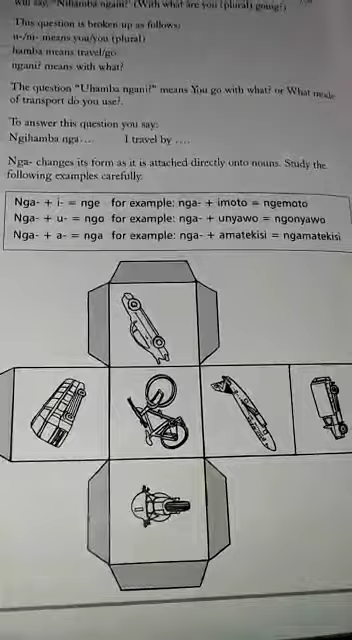 will say, "Nihamba ngani?" (With what are you (plural) going?)
This question is broken up as follows:
u-/ni- means you/you (plural)
hamba means travel/go
ngani? means with what?
The question "Uhamba ngani?" means You go with what? or What mode
of transport do you use?.
To answer this question you say:
Ngihamba nga… I travel by ….
Nga- changes its form as it is attached directly onto nouns. Study the
following examples carefully:
Nga- + i- = nge for example: nga- + imoto = ngemoto
Nga- + u- = ngo for example: nga- + unyawo = ngonyawo
Nga- + a- = nga for example: nga- + amatekisi = ngamatekisi